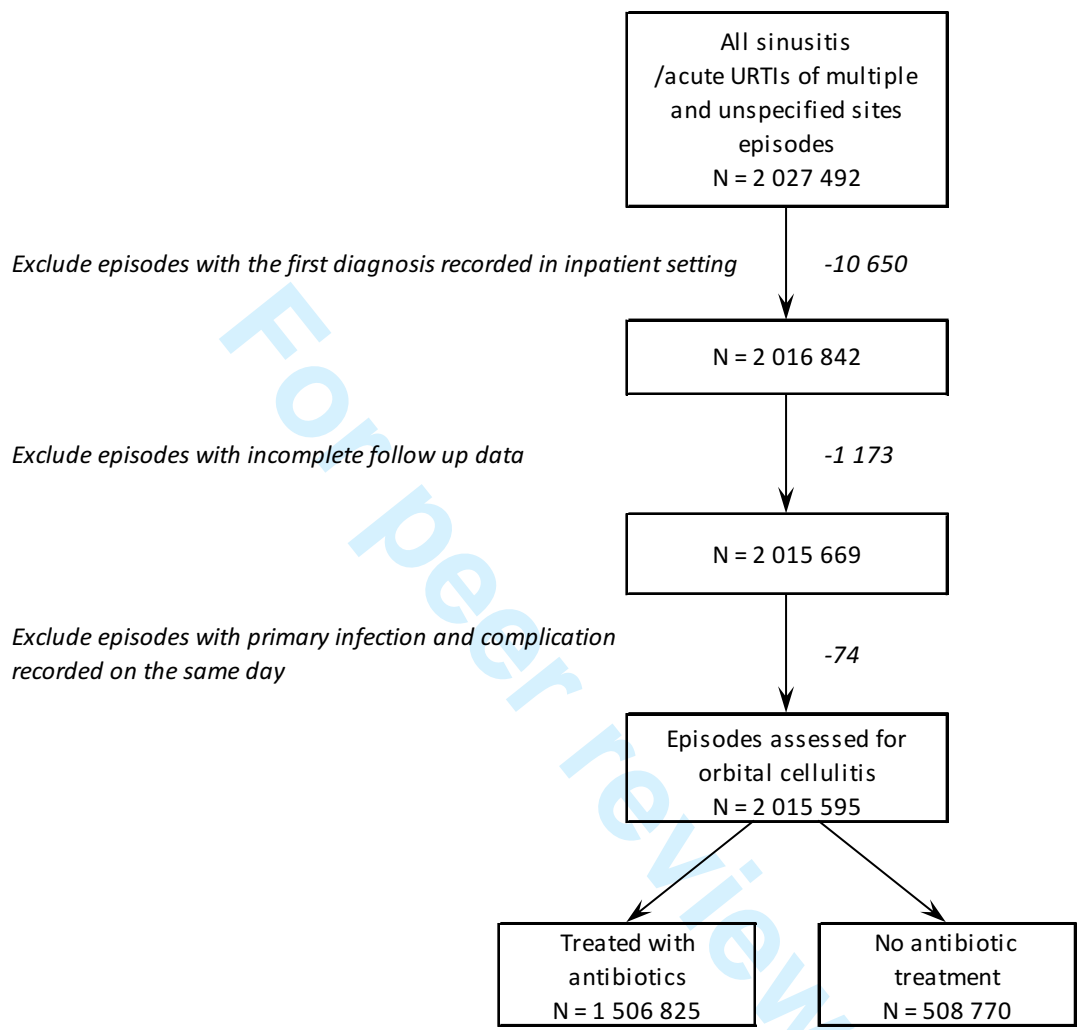 All sinusitis
/acute URTIs of multiple
and unspecified sites
episodes
N = 2 027 492
Exclude episodes with the first diagnosis recorded in inpatient setting
-10 650
N = 2 016 842
Exclude episodes with incomplete follow up data
-1 173
N = 2 015 669
Exclude episodes with primary infection and complication
recorded on the same day
-74
Episodes assessed for
orbital cellulitis
N = 2 015 595
Treated with
antibiotics
N = 1 506 825
No antibiotic
treatment
N = 508 770
For peer review